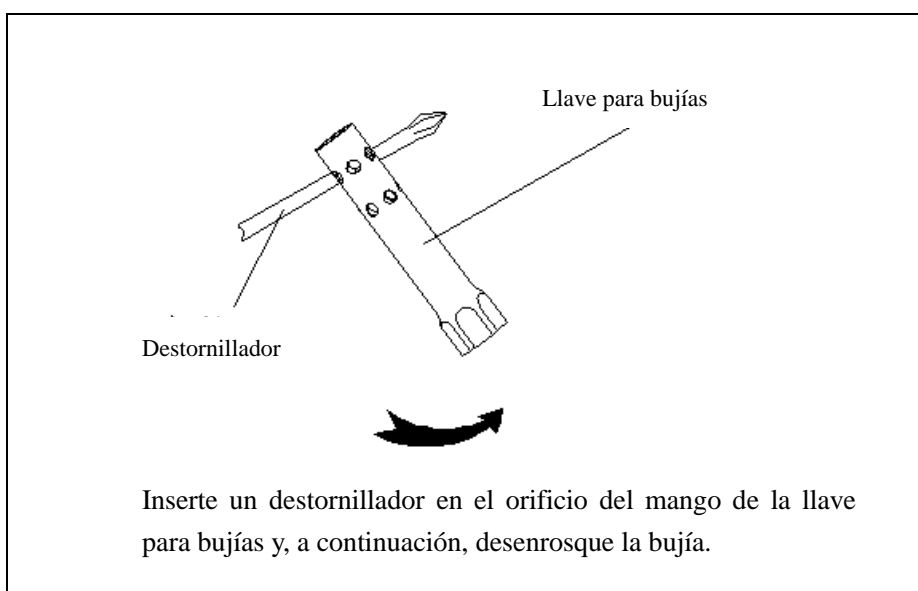 Llave para bujías
Destornillador
Inserte un destornillador en el orificio del mango de la llave
para bujías y, a continuación, desenrosque la bujía.